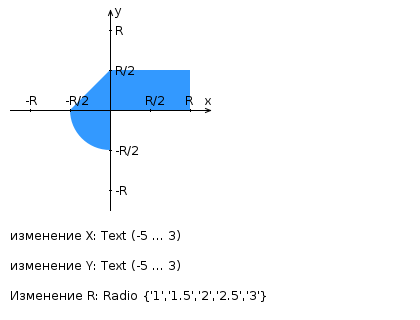 y
R
R/2
-R
-R/2
R/2
R
x
-R/2
-R
изменение X: Text (-5 ... 3)
изменение Y: Text (-5 ... 3)
Изменение R: Radio {'1','1.5','2','2.5','3'}